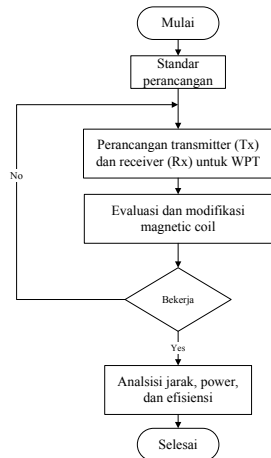 Mulai
Standar
perancangan
Perancangan transmitter (Tx)
dan receiver (Rx) untuk WPT
No
Evaluasi dan modifikasi
magnetic coil
Bekerja
Yes
Analsisi jarak, power,
dan efisiensi
Selesai